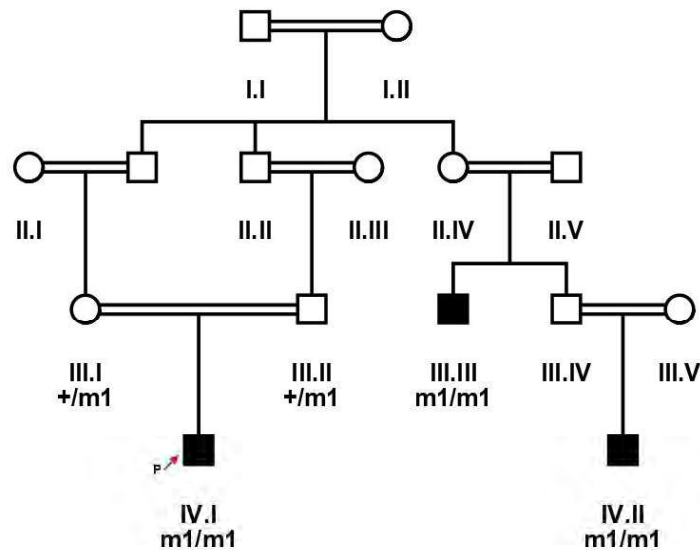 I.I I.II
II.I II.II II.III II.IV II.V
III.I III.II III.III III.IV III.V
+/m1 +/m1 m1/m1
P
IV.I IV.II
m1/m1 m1/m1